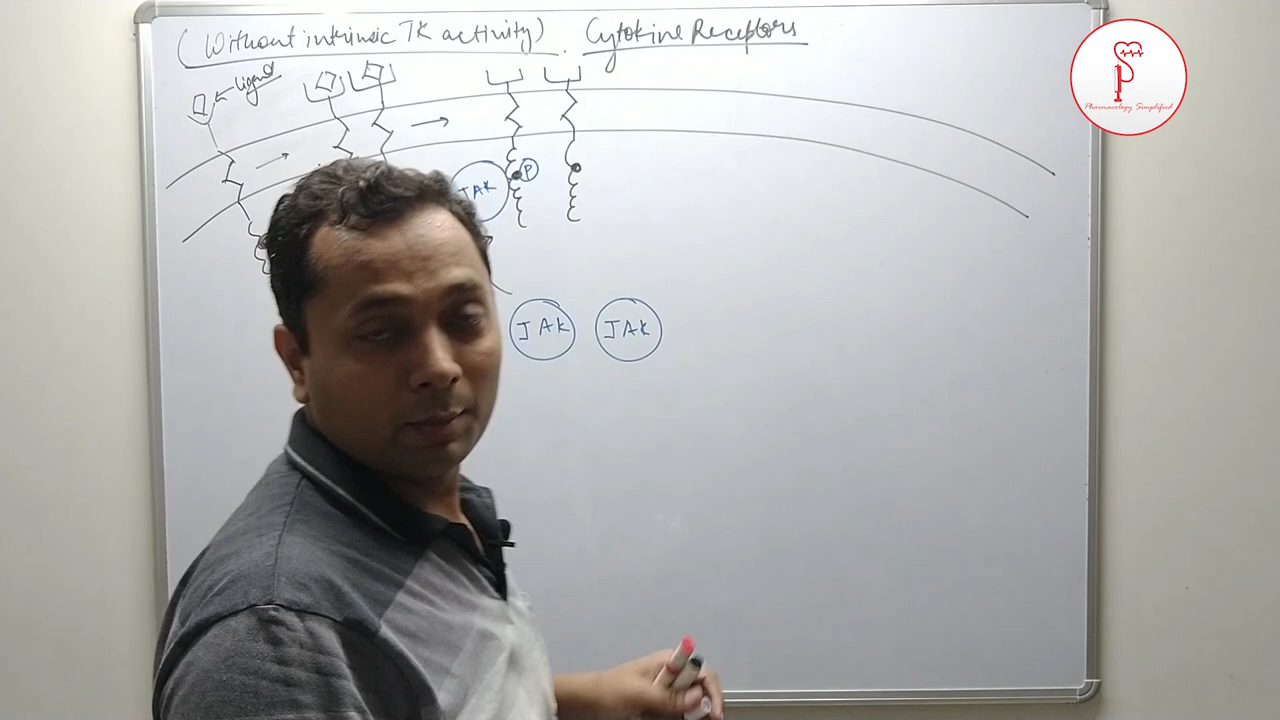 (Without intrinsic TK activity). Cytokine Receptors
ligand
P
JAK
JAK
JAK
Pharmacology Simplified